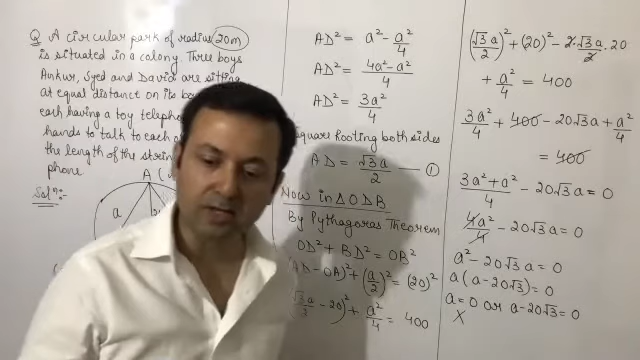 Q A circular park of radius 20m
is situated in a colony. Three boys
Ankur, Syed and David are sitting
at equal distance on its
each having a toy
hands to talk to each
the length of the string
phone
Sol:-
A
a
AD² = a² - a²/4
AD² = (4a² - a²)/4
AD² = 3a²/4
Square Rooting both sides
AD = √3a/2 —— ①
Now in △ODB
By Pythagoras Theorem
OD² + BD² = OB²
(AD - OA)² + (a/2)² = (20)²
(√3a/2 - 20)² + a²/4 = 400
(√3a/2)² + (20)² - 2·√3a/2·20
+ a²/4 = 400
3a²/4 + 400 - 20√3a + a²/4
= 400
(3a² + a²)/4 - 20√3a = 0
4a²/4 - 20√3a = 0
a² - 20√3a = 0
a(a - 20√3) = 0
a = 0 or a - 20√3 = 0
X